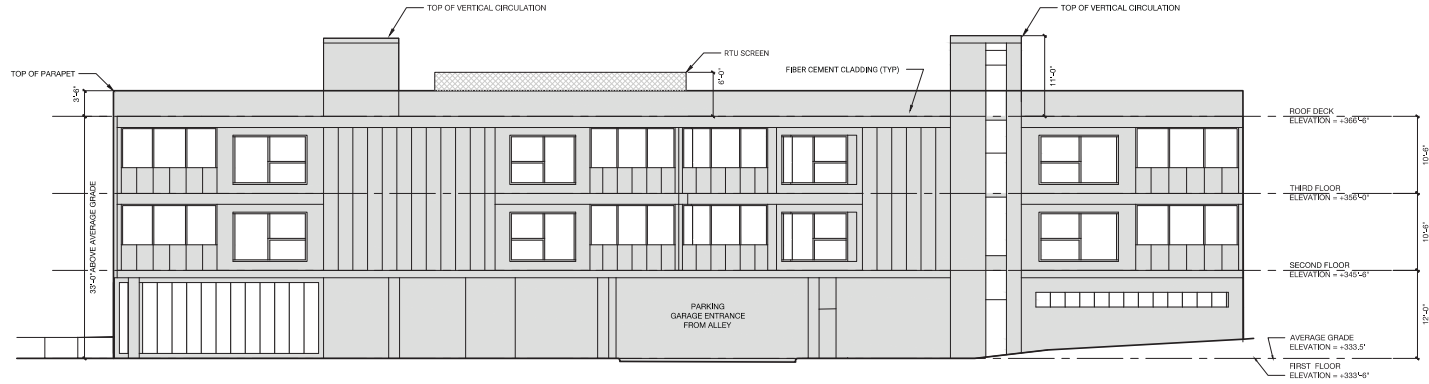 TOP OF VERTICAL CIRCULATION
TOP OF VERTICAL CIRCULATION
RTU SCREEN
TOP OF PARAPET
FIBER CEMENT CLADDING (TYP)
3'-6"
6'-0"
11'-0"
ROOF DECK
ELEVATION = +366'-6"
10'-6"
THIRD FLOOR
ELEVATION = +356'-0"
33'-0" ABOVE AVERAGE GRADE
10'-6"
SECOND FLOOR
ELEVATION = +345'-6"
PARKING
GARAGE ENTRANCE
FROM ALLEY
12'-0"
AVERAGE GRADE
ELEVATION = +333.5'
FIRST FLOOR
ELEVATION = +333'-6"